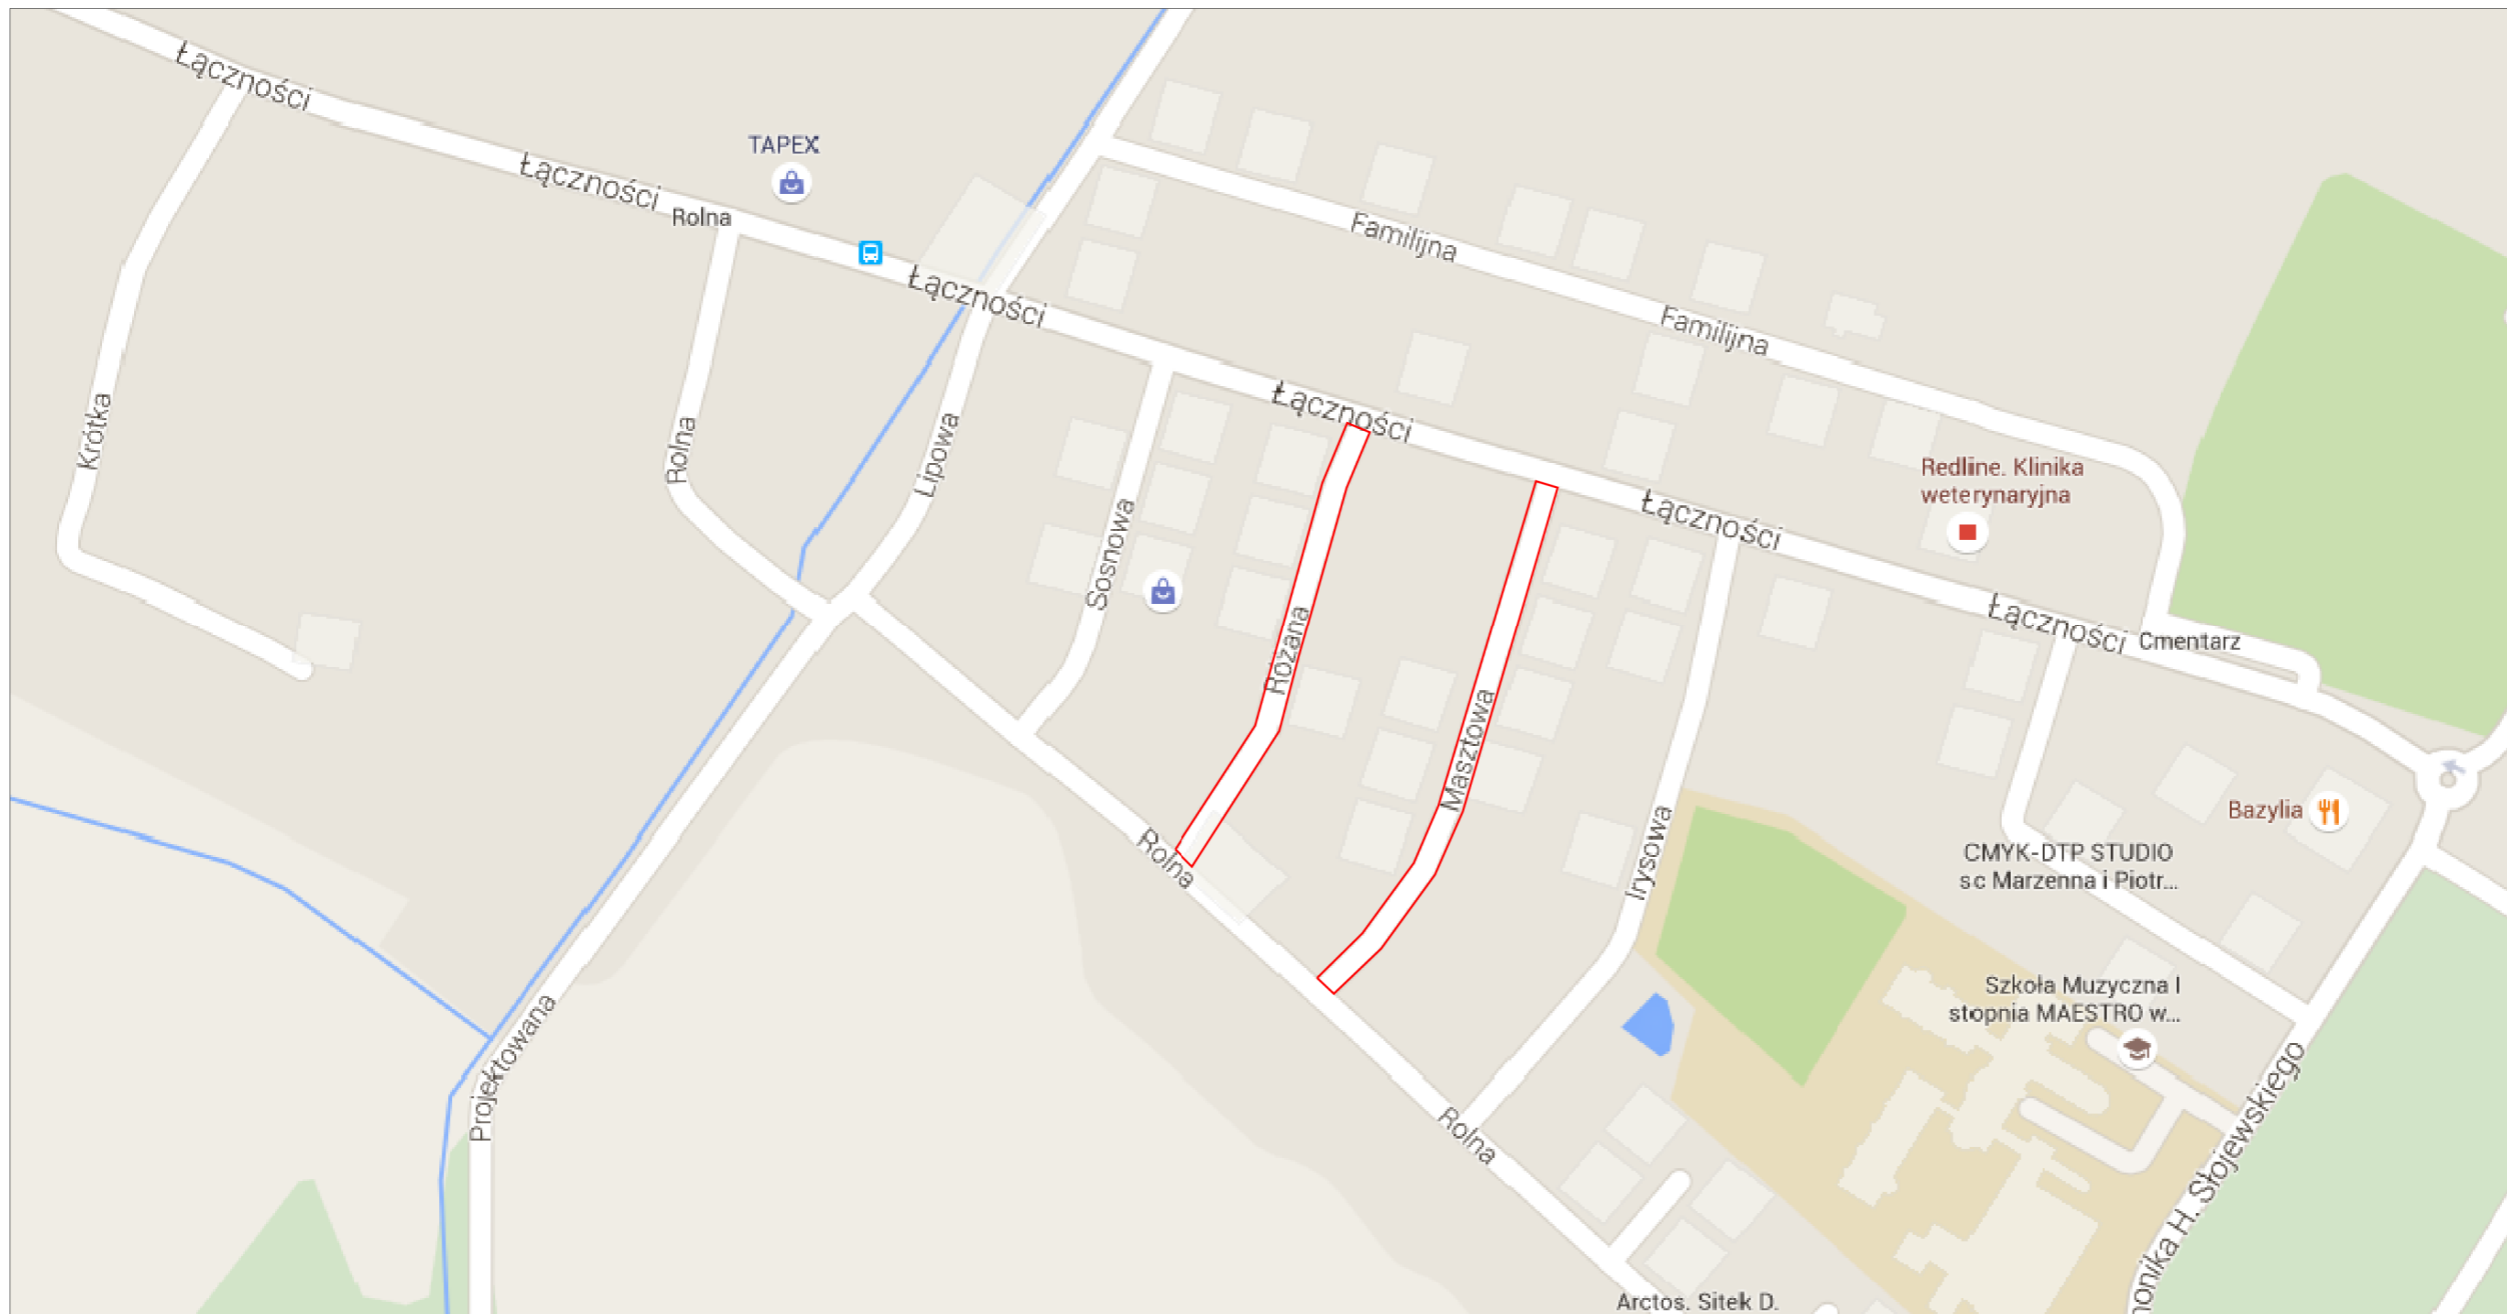 Łączności
TAPEX
Łączności
Rolna
Familijna
Łączności
Familijna
Krótka
Rolna
Lipowa
Łączności
Redline. Klinika
weterynaryjna
Łączności
Sosnowa
Różana
Łączności
Cmentarz
Masztowa
Bazylia
Rolna
Irysowa
CMYK-DTP STUDIO
sc Marzenna i Piotr...
Szkoła Muzyczna I
stopnia MAESTRO w...
Projektowana
Rolna
onika H. Stojewskiego
Arctos. Sitek D.